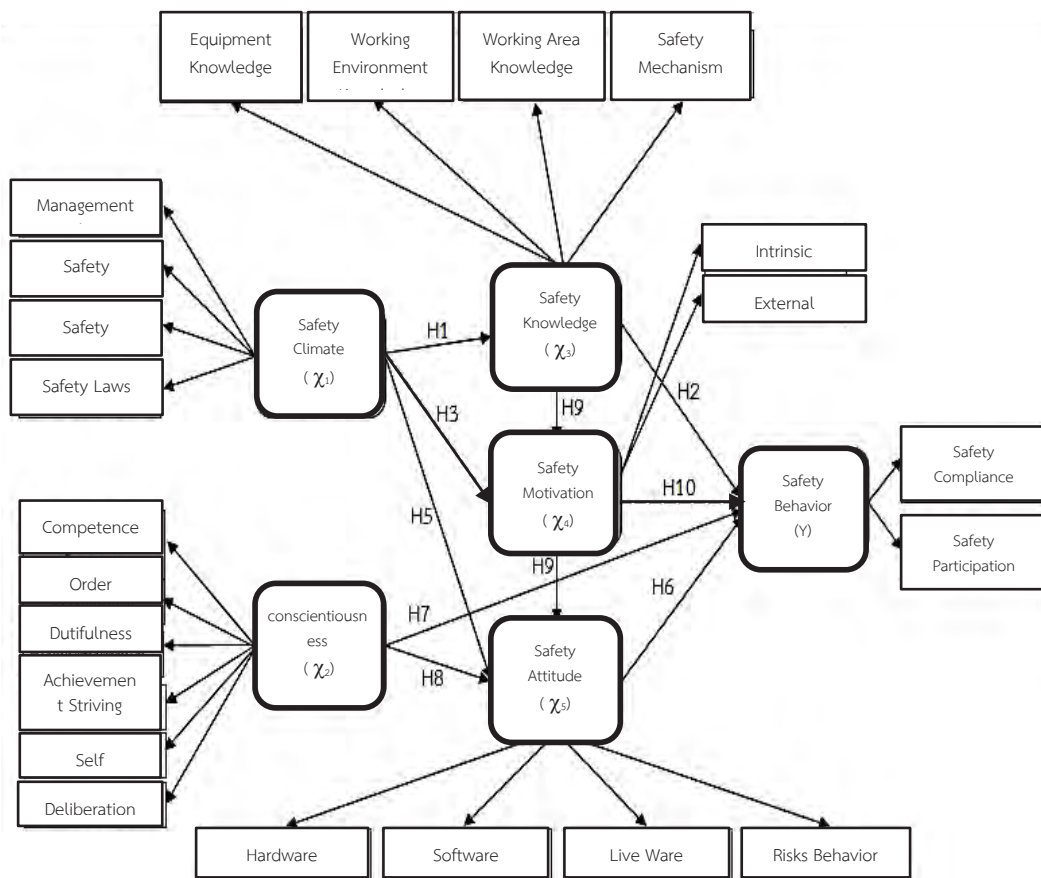 Equipment
Knowledge
Working
Environment
Working Area
Knowledge
Safety
Mechanism
Management
Safety
Safety
Safety Laws
Intrinsic
External
Safety
Climate
( χ₁)
Safety
Knowledge
( χ₃)
H1
H2
H3
H9
Safety
Motivation
( χ₄)
H10
Safety
Behavior
(Y)
Safety
Compliance
Safety
Participation
H5
H9
H6
H7
H8
Competence
Order
Dutifulness
Achievemen
t Striving
Self
Deliberation
conscientiousn
ess
( χ₂)
Safety
Attitude
( χ₅)
Hardware
Software
Live Ware
Risks Behavior